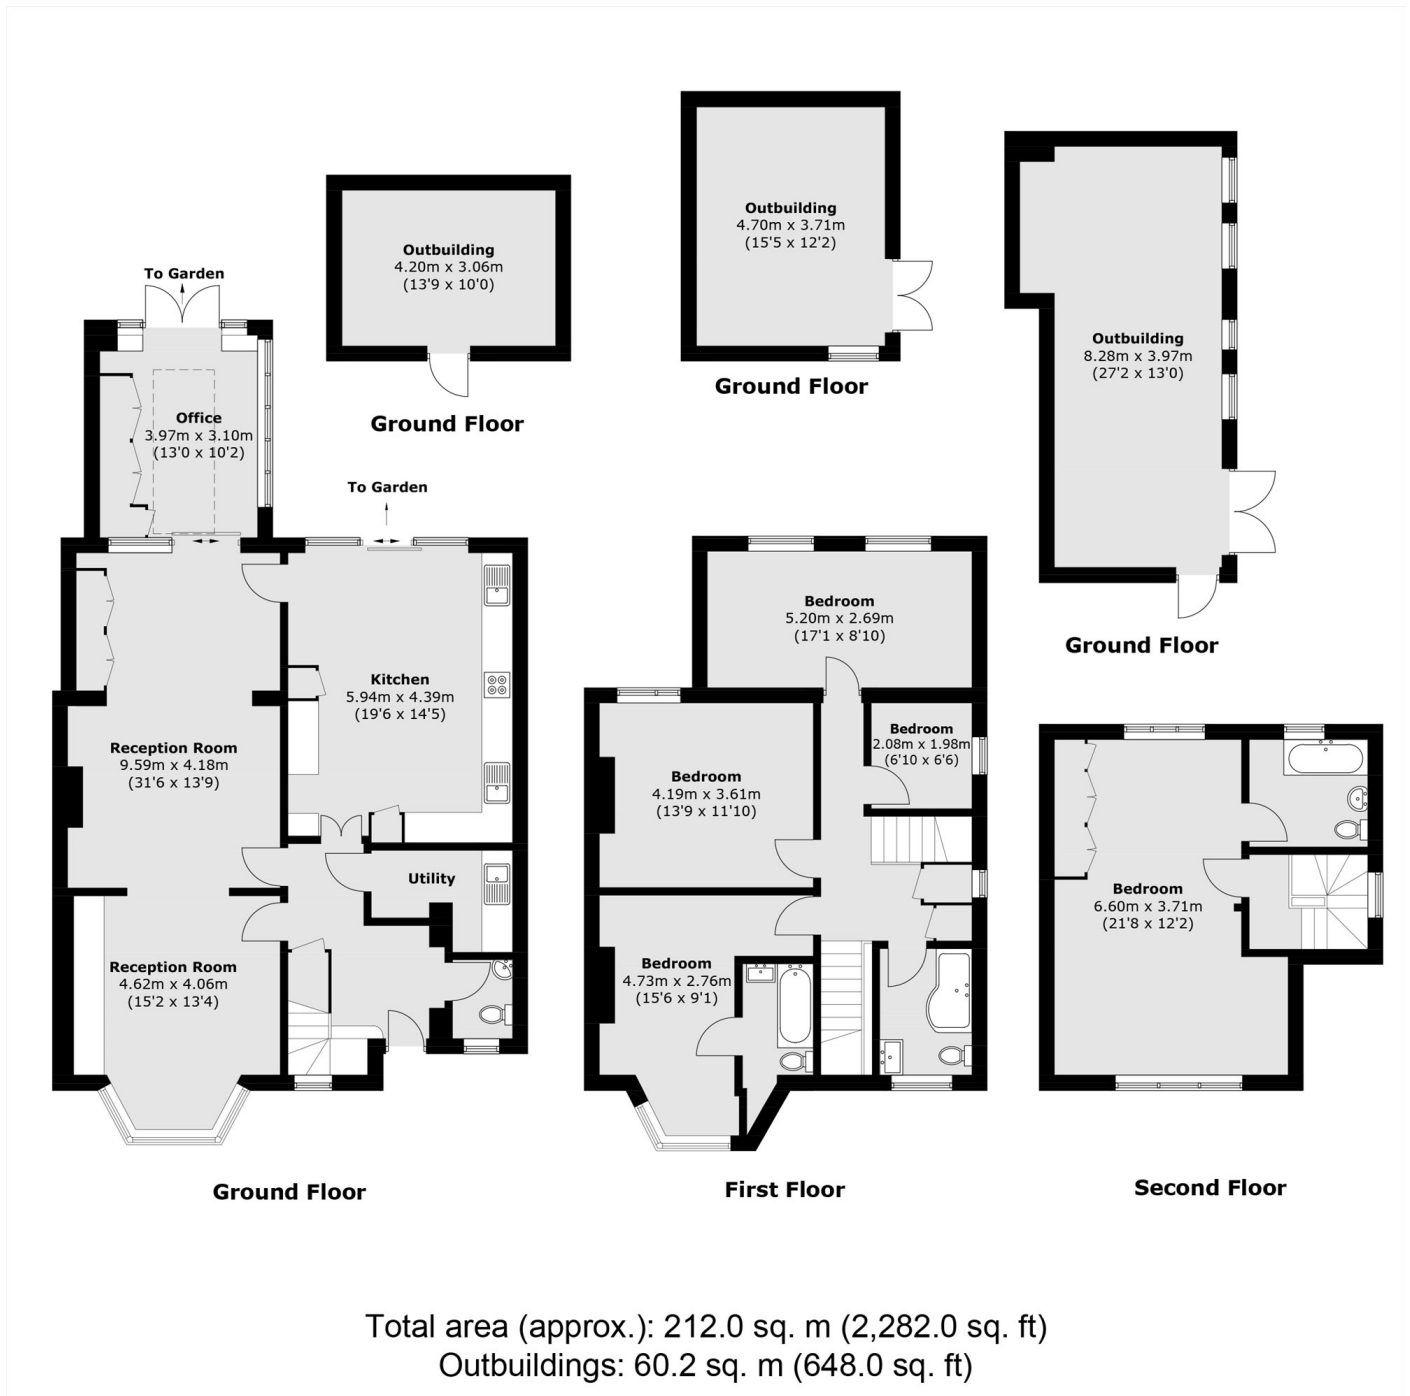 Outbuilding
4.20m x 3.06m
(13'9 x 10'0)
Ground Floor
Outbuilding
4.70m x 3.71m
(15'5 x 12'2)
Ground Floor
Outbuilding
8.28m x 3.97m
(27'2 x 13'0)
Ground Floor
To Garden
Office
3.97m x 3.10m
(13'0 x 10'2)
To Garden
Kitchen
5.94m x 4.39m
(19'6 x 14'5)
Reception Room
9.59m x 4.18m
(31'6 x 13'9)
Utility
Reception Room
4.62m x 4.06m
(15'2 x 13'4)
Ground Floor
Bedroom
5.20m x 2.69m
(17'1 x 8'10)
Bedroom
2.08m x 1.98m
(6'10 x 6'6)
Bedroom
4.19m x 3.61m
(13'9 x 11'10)
Bedroom
4.73m x 2.76m
(15'6 x 9'1)
First Floor
Bedroom
6.60m x 3.71m
(21'8 x 12'2)
Second Floor
Total area (approx.): 212.0 sq. m (2,282.0 sq. ft)
Outbuildings: 60.2 sq. m (648.0 sq. ft)